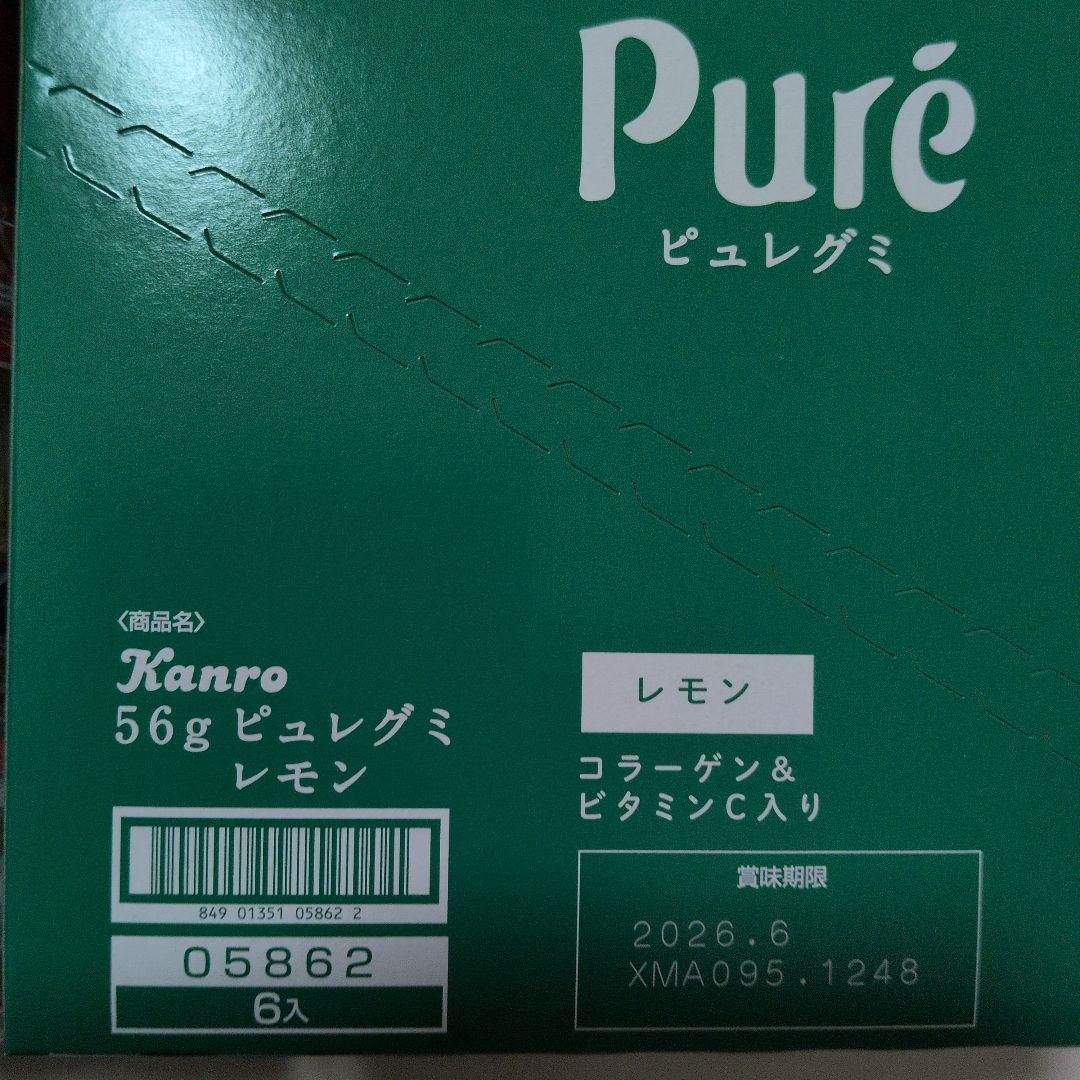 Puré
ピュレグミ
〈商品名〉
Kanro
56g ピュレグミ
レモン
849 01351 05862 2
05862
6入
レモン
コラーゲン&
ビタミンC入り
賞味期限
2026.6
XMA095.1248